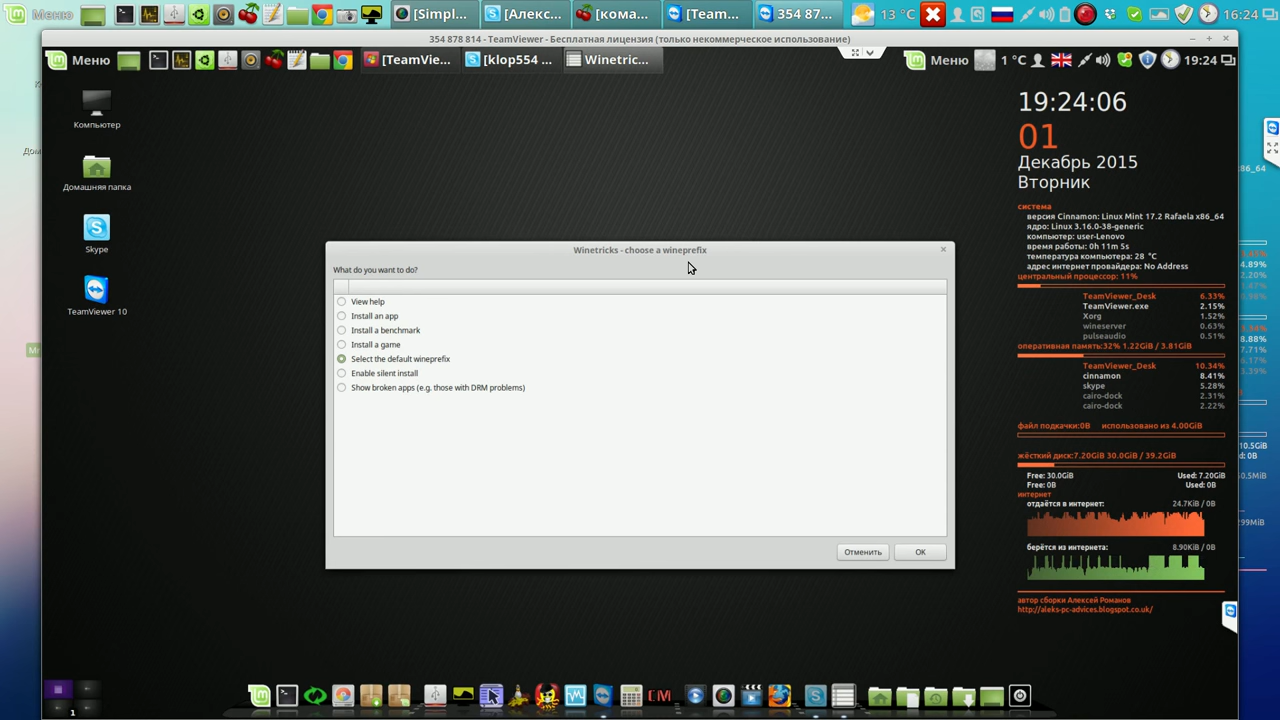 Меню
[Simpl...
[Алекс...
[кома...
[Team...
354 87...
13 °C
16:24
354 878 814 - TeamViewer - Бесплатная лицензия (только некоммерческое использование)
Меню
[TeamVie...
[klop554 ...
Winetric...
Меню
1 °C
19:24
Компьютер
Домашняя папка
Skype
TeamViewer 10
19:24:06
01
Декабрь 2015
Вторник
система
версия Cinnamon: Linux Mint 17.2 Rafaela x86_64
ядро: Linux 3.16.0-38-generic
компьютер: user-Lenovo
время работы: 0h 11m 5s
температура компьютера: 28 °C
адрес интернет провайдера: No Address
центральный процессор: 11%
TeamViewer_Desk 6.33%
TeamViewer.exe 2.15%
Xorg 1.52%
wineserver 0.63%
pulseaudio 0.51%
оперативная память:32% 1.22GiB / 3.81GiB
TeamViewer_Desk 10.34%
cinnamon 8.41%
skype 5.28%
cairo-dock 2.31%
cairo-dock 2.22%
файл подкачки:0B использовано из 4.00GiB
жёсткий диск:7.20GiB 30.0GiB / 39.2GiB
Free: 30.0GiB Used: 7.20GiB
Free: 0B Used: 0B
интернет
отдаётся в интернет: 24.7KiB / 0B
берётся из интернета: 8.90KiB / 0B
автор сборки Алексей Романов
http://aleks-pc-advices.blogspot.co.uk/
Winetricks - choose a wineprefix
What do you want to do?
View help
Install an app
Install a benchmark
Install a game
Select the default wineprefix
Enable silent install
Show broken apps (e.g. those with DRM problems)
Отменить
OK
1